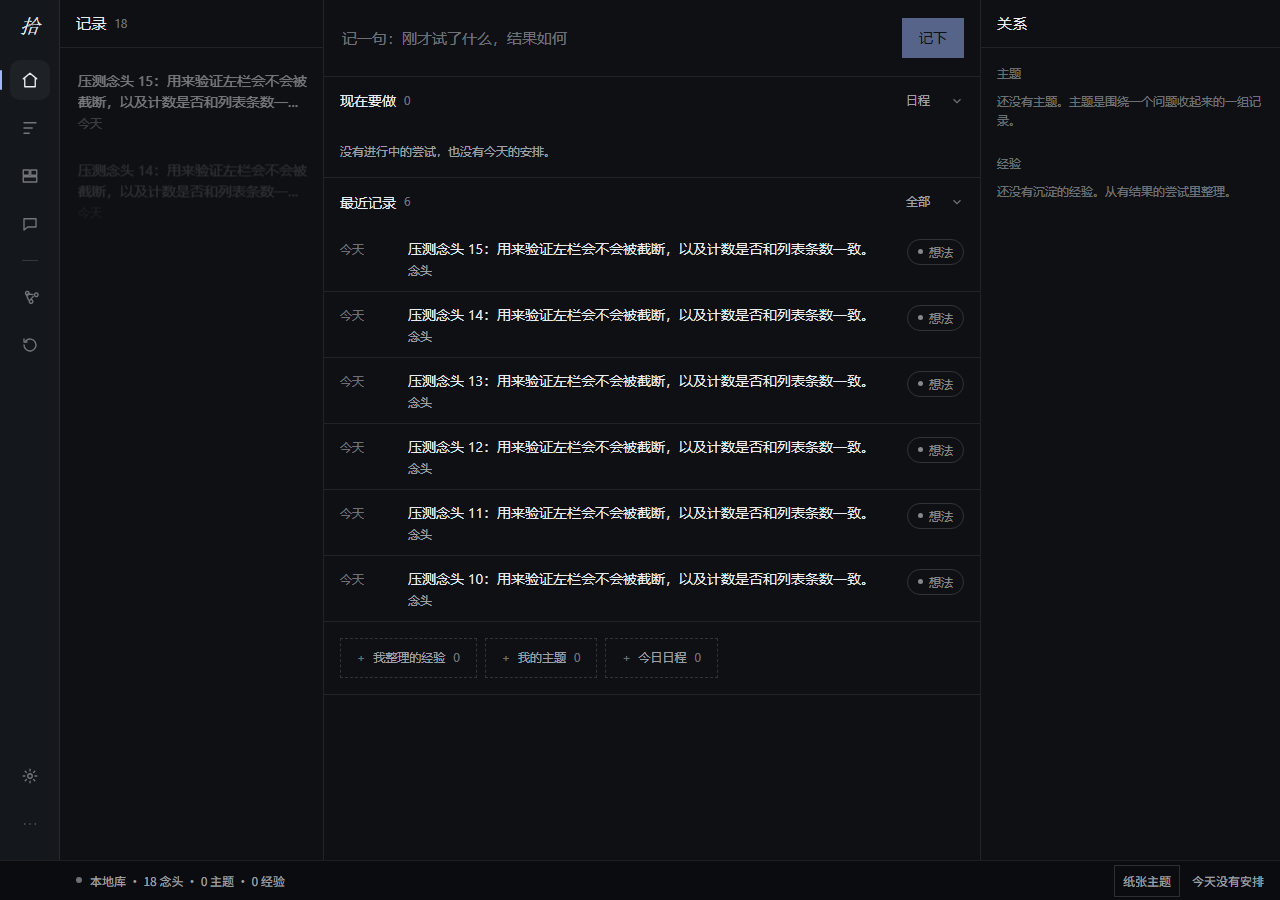 拾
记录 18
压测念头 15：用来验证左栏会不会被
截断，以及计数是否和列表条数一…
今天
压测念头 14：用来验证左栏会不会被
截断，以及计数是否和列表条数一…
今天
记一句：刚才试了什么，结果如何
记下
现在要做 0
日程
没有进行中的尝试，也没有今天的安排。
最近记录 6
全部
今天
压测念头 15：用来验证左栏会不会被截断，以及计数是否和列表条数一致。
念头
想法
今天
压测念头 14：用来验证左栏会不会被截断，以及计数是否和列表条数一致。
念头
想法
今天
压测念头 13：用来验证左栏会不会被截断，以及计数是否和列表条数一致。
念头
想法
今天
压测念头 12：用来验证左栏会不会被截断，以及计数是否和列表条数一致。
念头
想法
今天
压测念头 11：用来验证左栏会不会被截断，以及计数是否和列表条数一致。
念头
想法
今天
压测念头 10：用来验证左栏会不会被截断，以及计数是否和列表条数一致。
念头
想法
+ 我整理的经验 0
+ 我的主题 0
+ 今日日程 0
关系
主题
还没有主题。主题是围绕一个问题收起来的一组记
录。
经验
还没有沉淀的经验。从有结果的尝试里整理。
本地库 · 18 念头 · 0 主题 · 0 经验
纸张主题
今天没有安排